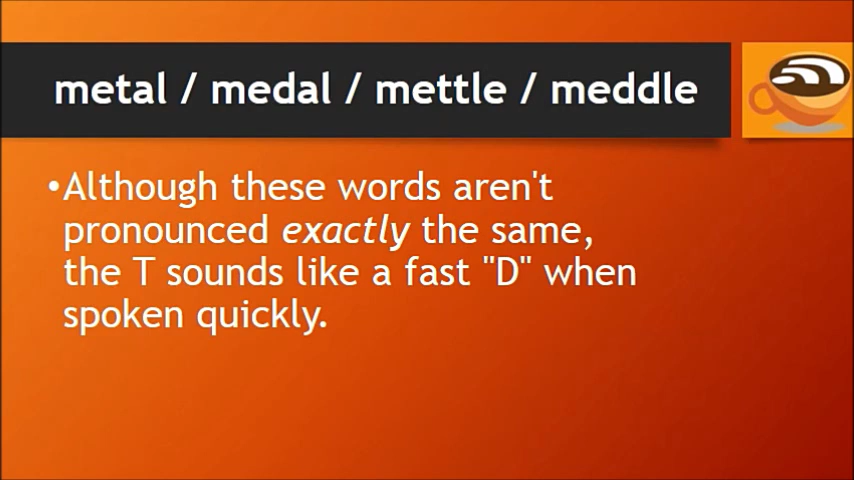 metal / medal / mettle / meddle
•Although these words aren't
pronounced exactly the same,
the T sounds like a fast "D" when
spoken quickly.